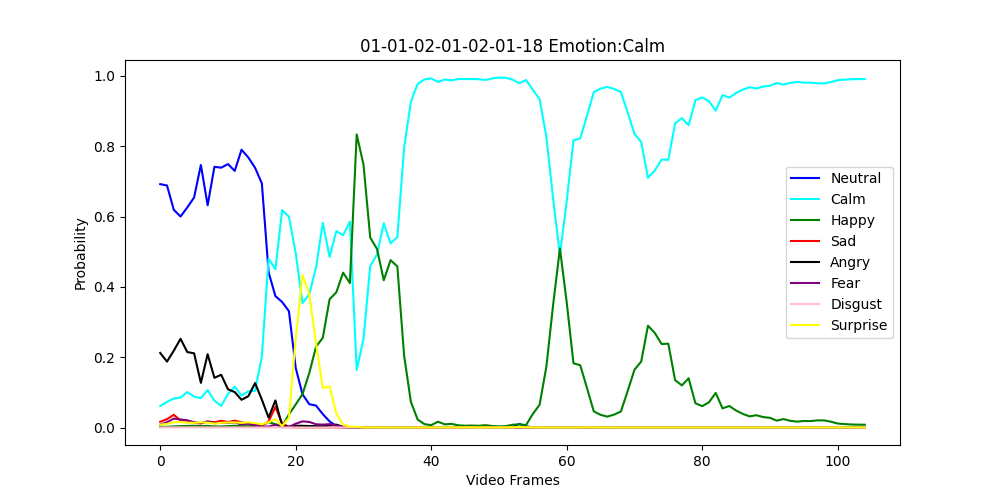 01-01-02-01-02-01-18 Emotion:Calm
Probability
1.0
0.8
0.6
0.4
0.2
0.0
0
20
40
60
80
100
Video Frames
Neutral
Calm
Happy
Sad
Angry
Fear
Disgust
Surprise